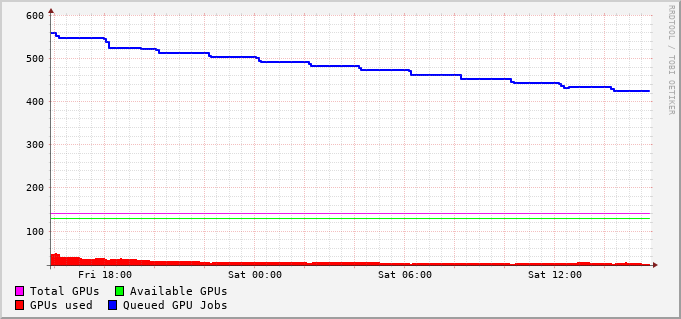 600
500
400
300
200
100
Fri 18:00 Sat 00:00 Sat 06:00 Sat 12:00
Total GPUs Available GPUs
GPUs used Queued GPU Jobs
RRDTOOL / TOBI OETIKER